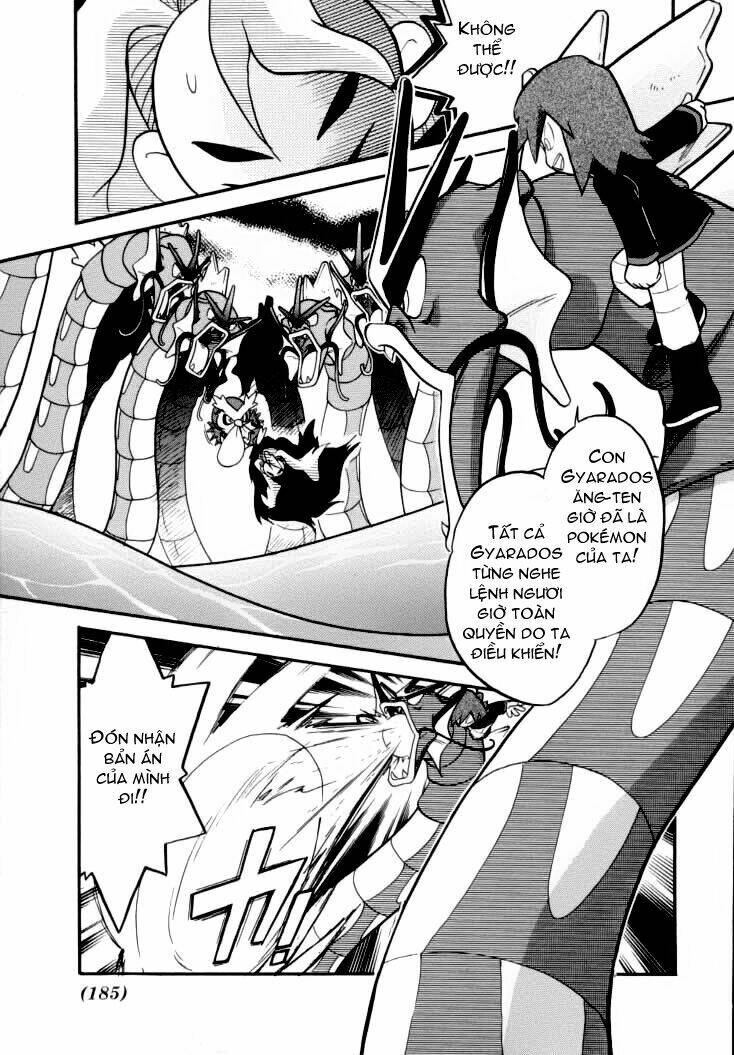 KHÔNG
THỂ
ĐƯỢC!!
CON
GYARADOS
ĂNG-TEN
GIỜ ĐÃ LÀ
POKÉMON
CỦA TA!
TẤT CẢ
GYARADOS
TỪNG NGHE
LỆNH NGƯƠI
GIỜ TOÀN
QUYỀN DO TA
ĐIỀU KHIỂN!
ĐÓN NHẬN
BẢN ÁN
CỦA MÌNH
ĐI!!
カッ!!
(185)